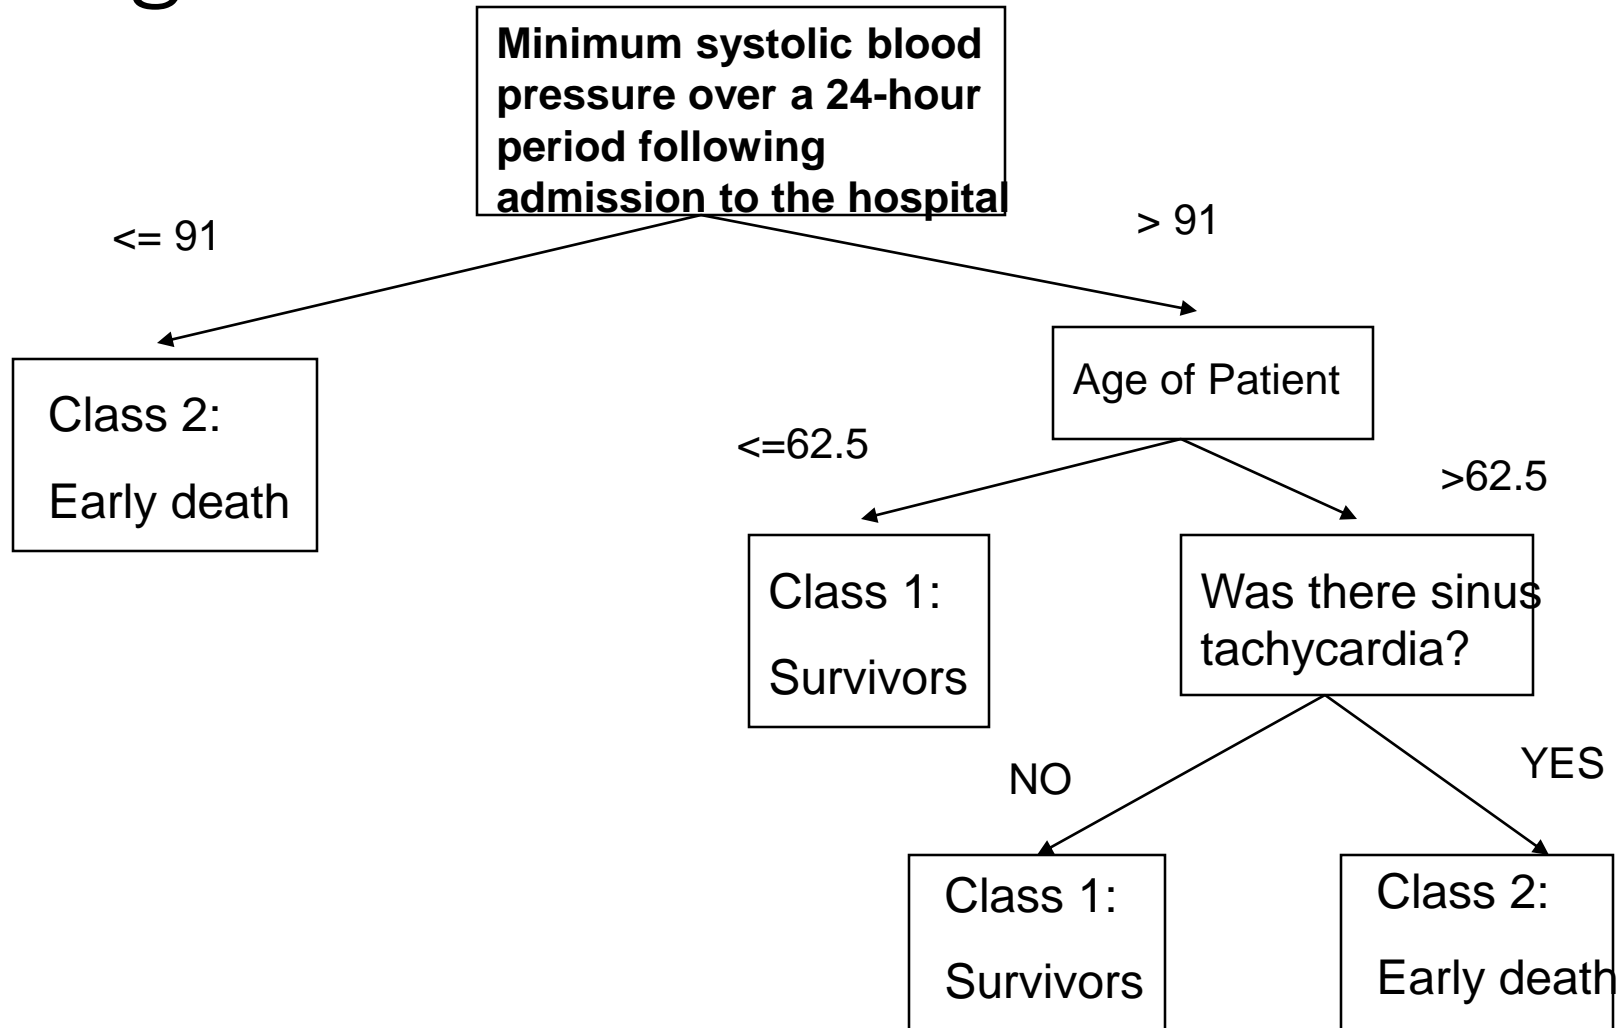 Minimum systolic blood
pressure over a 24-hour
period following
admission to the hospital
<= 91
> 91
Class 2:
Early death
Age of Patient
<=62.5
>62.5
Class 1:
Survivors
Was there sinus
tachycardia?
NO
YES
Class 1:
Survivors
Class 2:
Early death